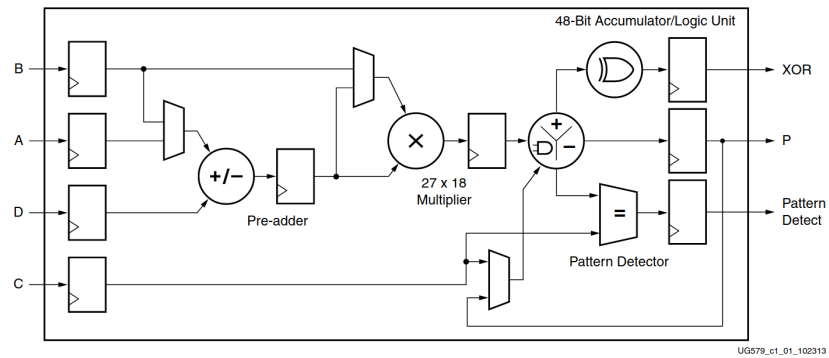 48-Bit Accumulator/Logic Unit
B
XOR
A
+
×
−
P
+/−
27 x 18
Multiplier
D
Pre-adder
=
Pattern
Detect
Pattern Detector
C
UG579_c1_01_102313